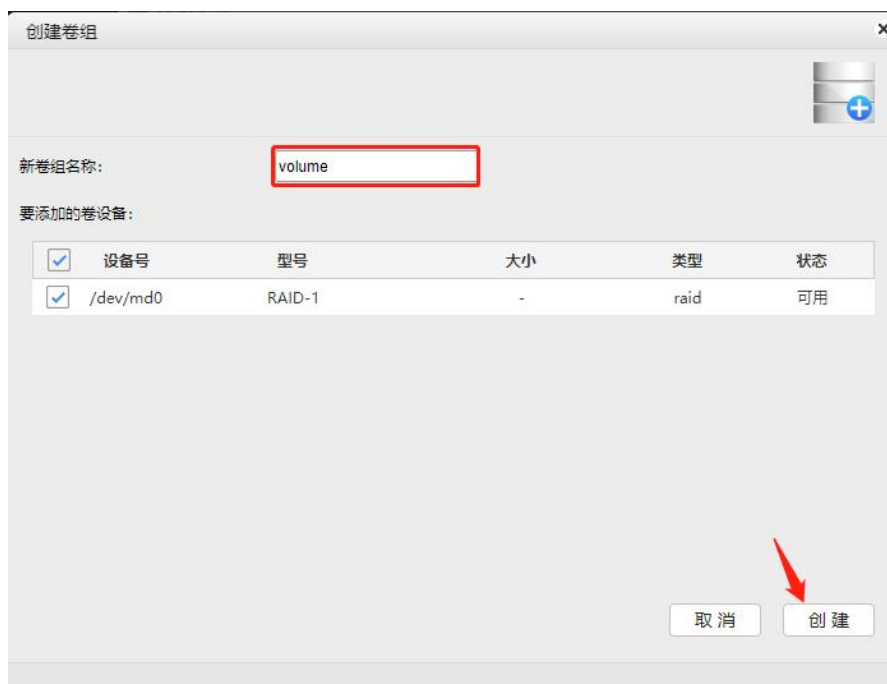 创建卷组
新卷组名称: volume
要添加的卷设备:
设备号 型号 大小 类型 状态
/dev/md0 RAID-1 - raid 可用
取消 创建